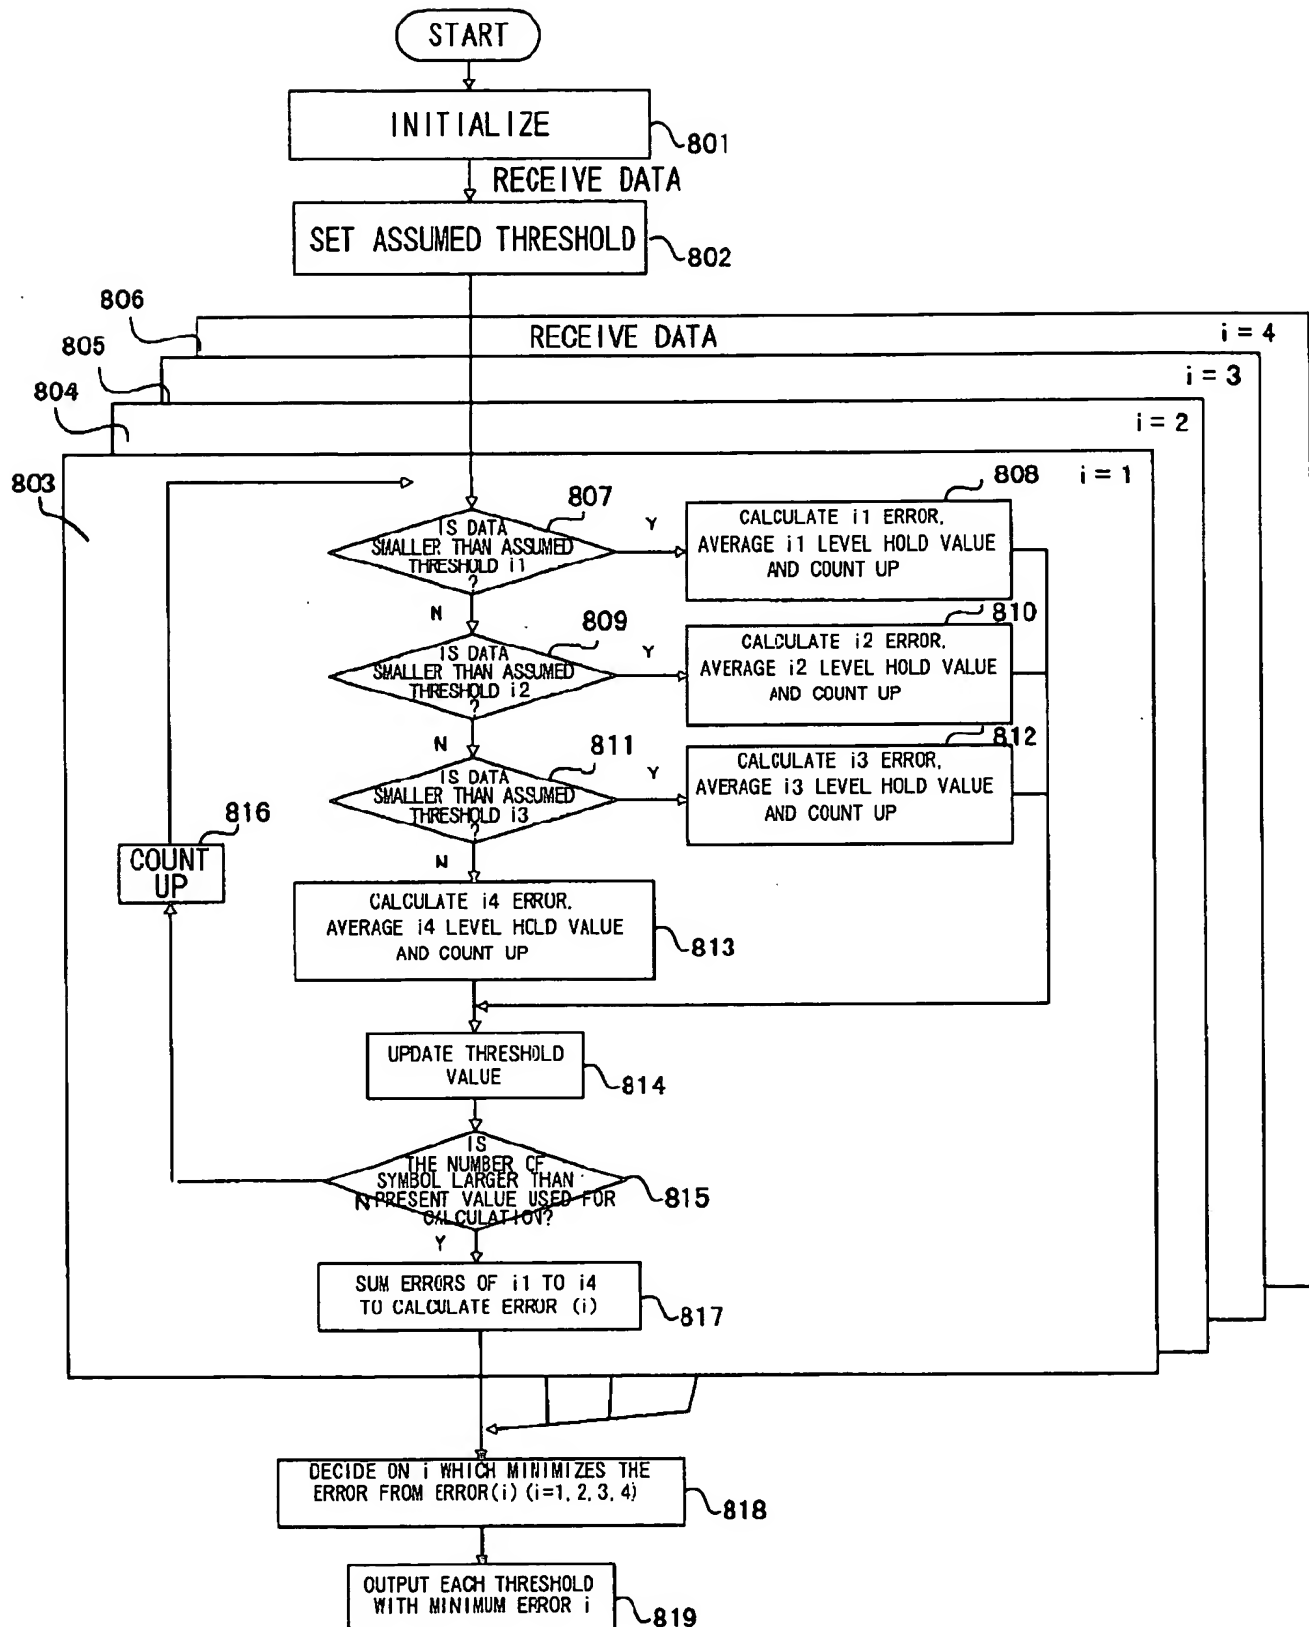 START
INITIALIZE
801
RECEIVE DATA
SET ASSUMED THRESHOLD
802
806
RECEIVE DATA
i = 4
805
i = 3
804
i = 2
803
i = 1
807
IS DATA
SMALLER THAN ASSUMED
THRESHOLD i1
?
Y
808
CALCULATE i1 ERROR,
AVERAGE i1 LEVEL HOLD VALUE
AND COUNT UP
N
809
IS DATA
SMALLER THAN ASSUMED
THRESHOLD i2
?
Y
810
CALCULATE i2 ERROR,
AVERAGE i2 LEVEL HOLD VALUE
AND COUNT UP
N
811
IS DATA
SMALLER THAN ASSUMED
THRESHOLD i3
?
Y
812
CALCULATE i3 ERROR,
AVERAGE i3 LEVEL HOLD VALUE
AND COUNT UP
N
816
COUNT
UP
CALCULATE i4 ERROR,
AVERAGE i4 LEVEL HOLD VALUE
AND COUNT UP
813
UPDATE THRESHOLD
VALUE
814
IS
THE NUMBER OF
SYMBOL LARGER THAN
PRESENT VALUE USED FOR
CALCULATION?
815
N
Y
SUM ERRORS OF i1 TO i4
TO CALCULATE ERROR (i)
817
DECIDE ON i WHICH MINIMIZES THE
ERROR FROM ERROR(i) (i=1, 2, 3, 4)
818
OUTPUT EACH THRESHOLD
WITH MINIMUM ERROR i
819